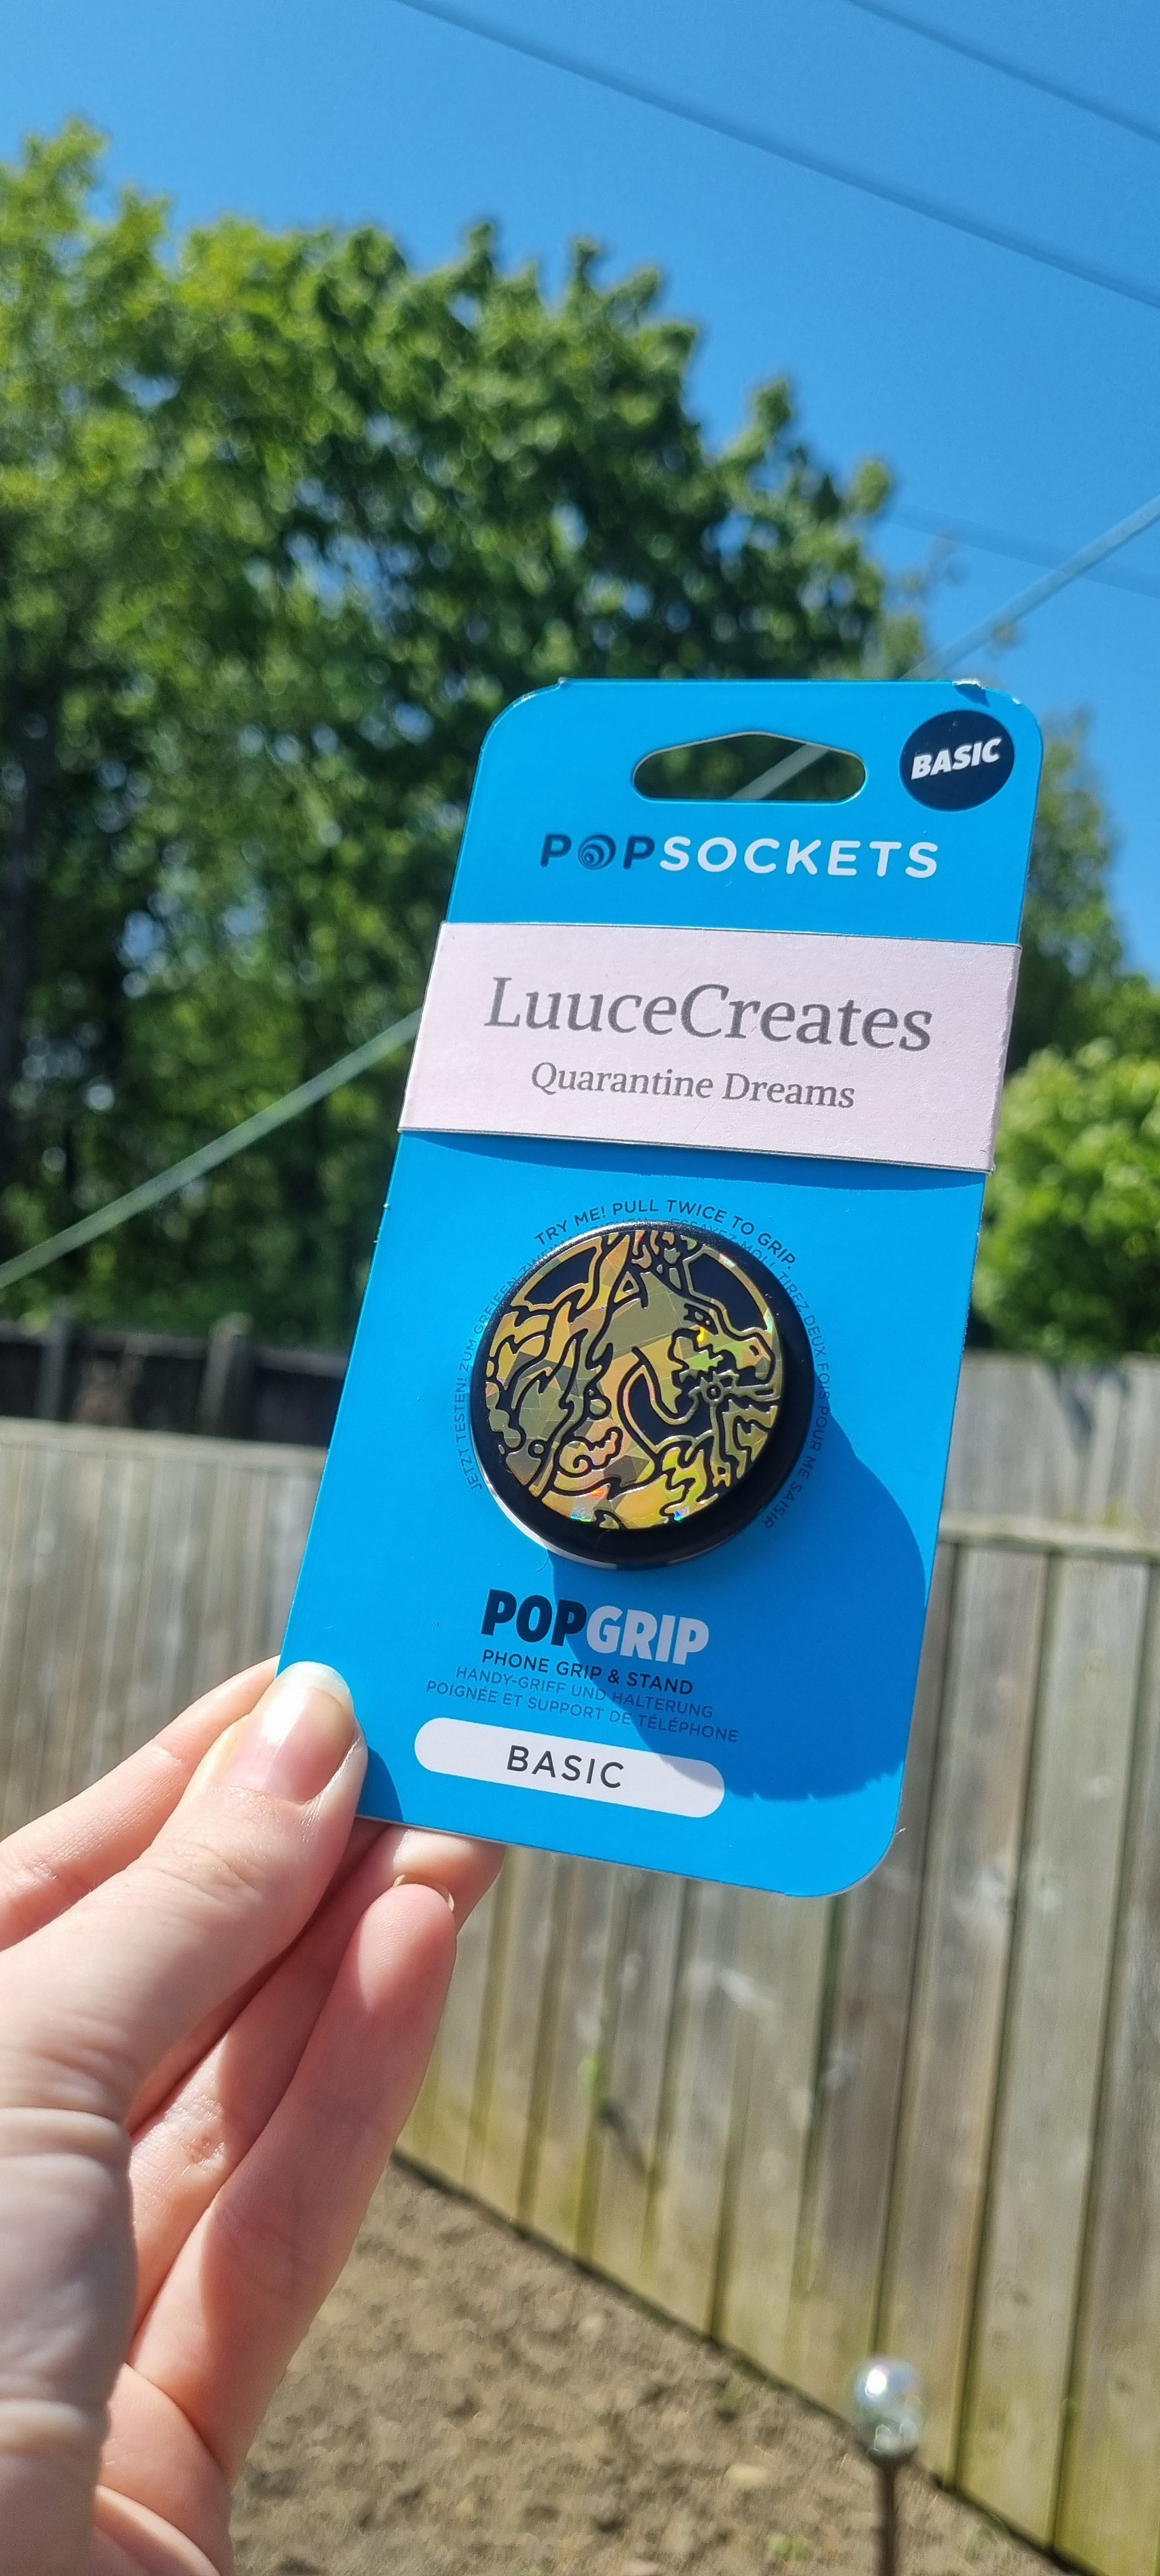 BASIC
POPSOCKETS
LuuceCreates
Quarantine Dreams
TRY ME! PULL TWICE TO GRIP.
JETZT TESTEN! ZUM GREIFEN
TIREZ DEUX FOIS POUR ME SAISIR
POPGRIP
PHONE GRIP & STAND
HANDY-GRIFF UND HALTERUNG
POIGNÉE ET SUPPORT DE TÉLÉPHONE
BASIC